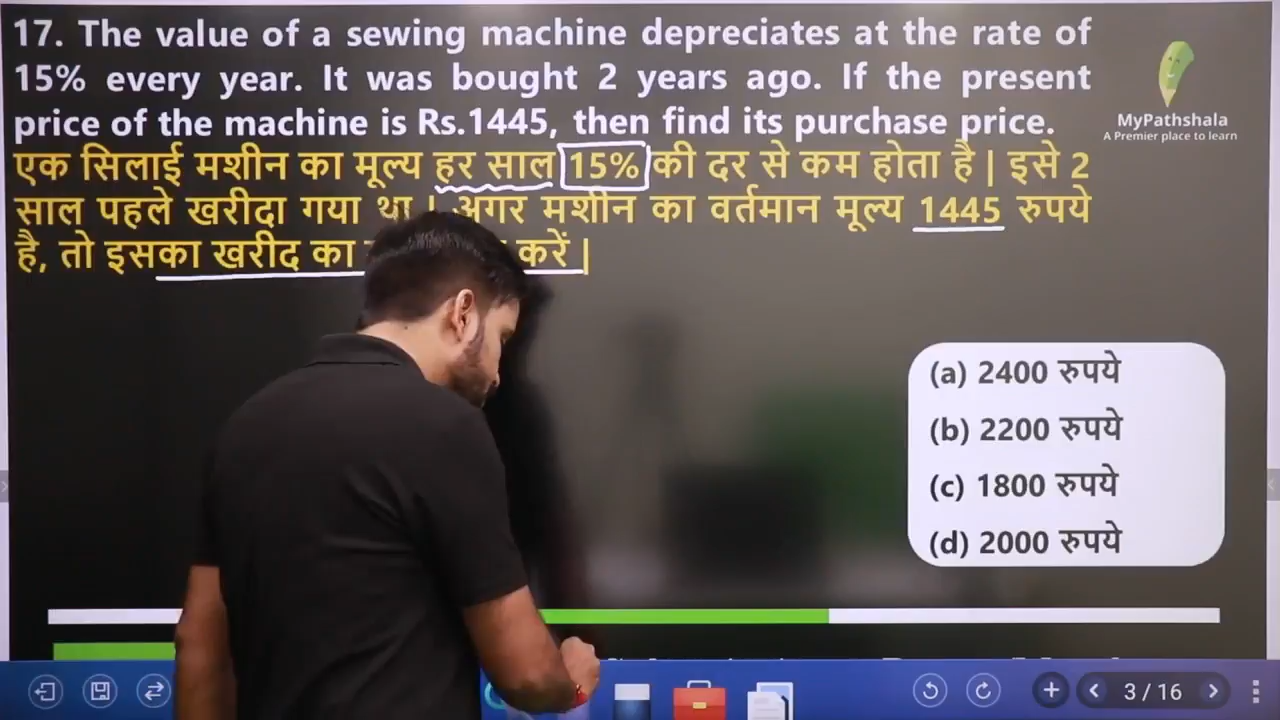 17. The value of a sewing machine depreciates at the rate of
15% every year. It was bought 2 years ago. If the present
price of the machine is Rs.1445, then find its purchase price.
एक सिलाई मशीन का मूल्य हर साल 15% की दर से कम होता है | इसे 2
साल पहले खरीदा गया था | अगर मशीन का वर्तमान मूल्य 1445 रुपये
है, तो इसका खरीद का करें |
MyPathshala
A Premier place to learn
(a) 2400 रुपये
(b) 2200 रुपये
(c) 1800 रुपये
(d) 2000 रुपये
3 / 16